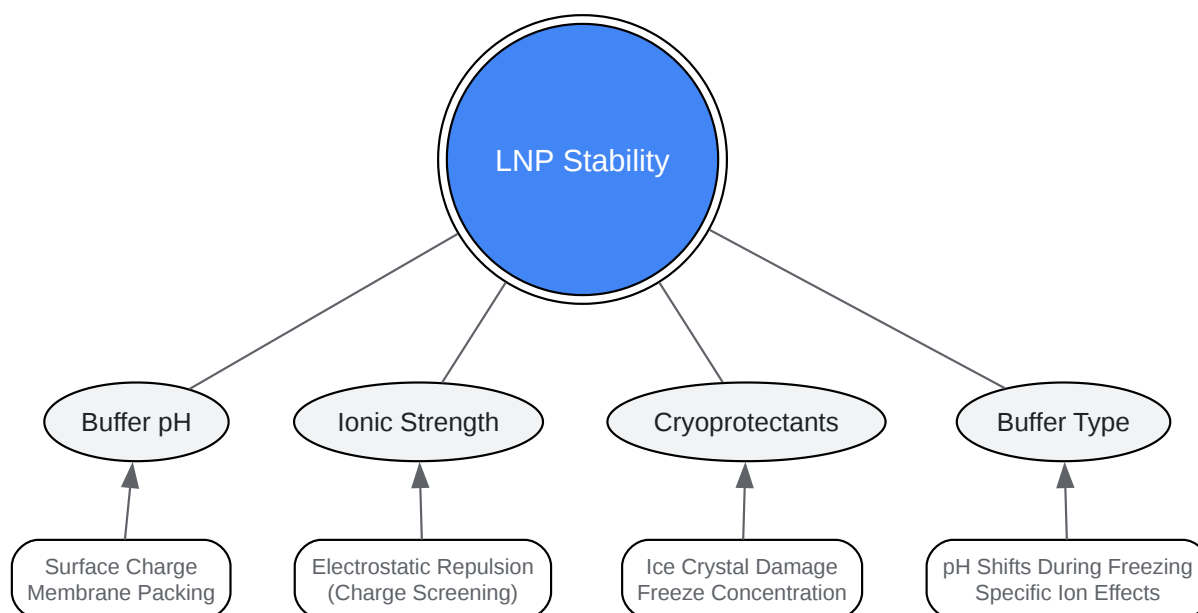 LNP Stability
Buffer pH
Ionic Strength
Cryoprotectants
Buffer Type
Surface Charge
Membrane Packing
Electrostatic Repulsion
(Charge Screening)
Ice Crystal Damage
Freeze Concentration
pH Shifts During Freezing
Specific Ion Effects